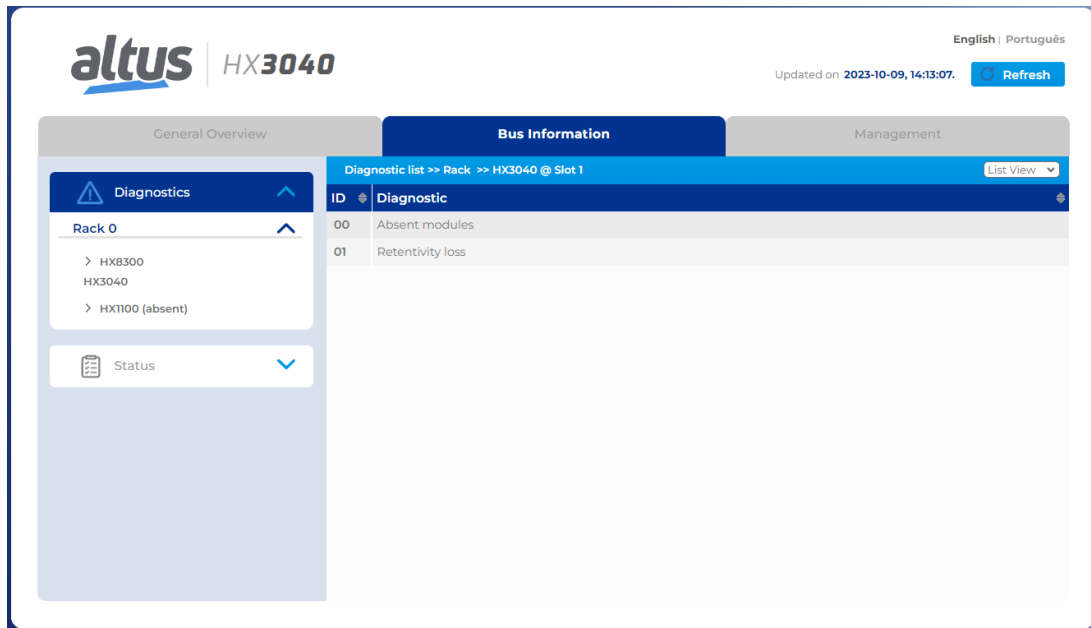 altus HX3040
English | Português
Updated on 2023-10-09, 14:13:07. Refresh
General Overview Bus Information Management
Diagnostics
Rack 0
> HX8300
HX3040
> HX1100 (absent)
Status
Diagnostic list >> Rack >> HX3040 @ Slot 1 List View
ID Diagnostic
00 Absent modules
01 Retentivity loss